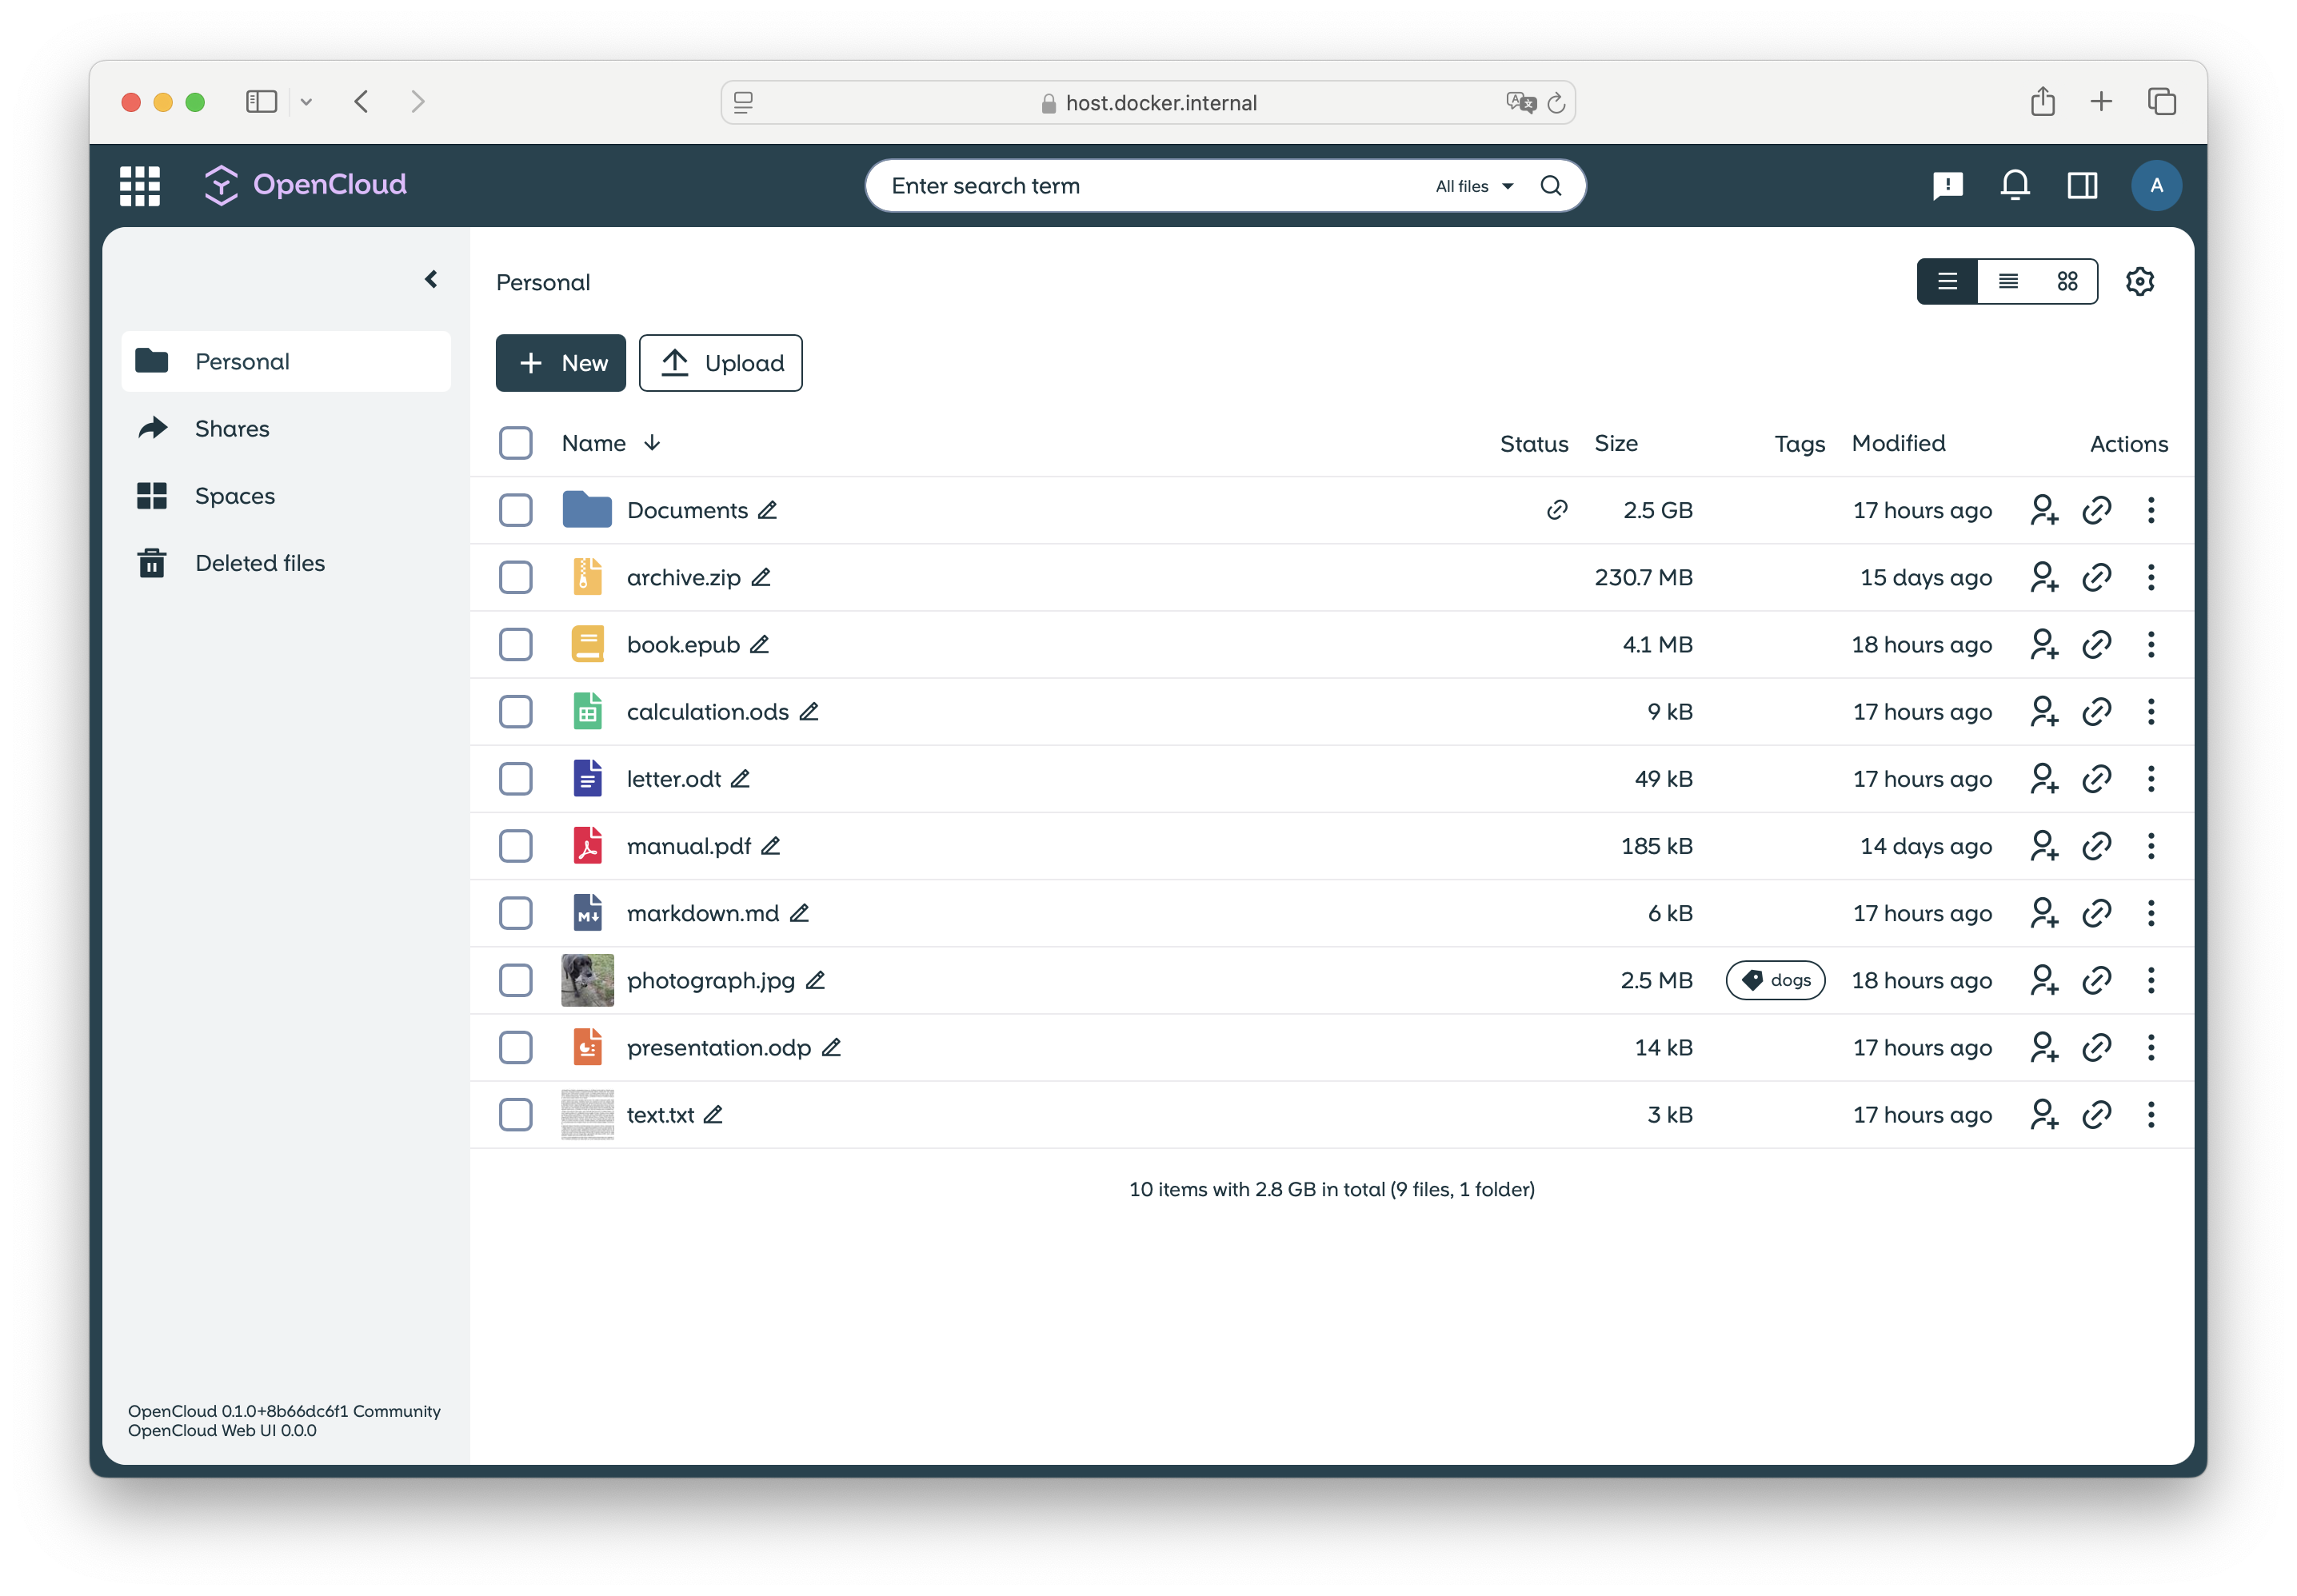 host.docker.internal
OpenCloud
Enter search term All files
A
Personal
Shares
Spaces
Deleted files
Personal
New Upload
Name Status Size Tags Modified Actions
Documents 2.5 GB 17 hours ago
archive.zip 230.7 MB 15 days ago
book.epub 4.1 MB 18 hours ago
calculation.ods 9 kB 17 hours ago
letter.odt 49 kB 17 hours ago
manual.pdf 185 kB 14 days ago
markdown.md 6 kB 17 hours ago
photograph.jpg 2.5 MB dogs 18 hours ago
presentation.odp 14 kB 17 hours ago
text.txt 3 kB 17 hours ago
10 items with 2.8 GB in total (9 files, 1 folder)
OpenCloud 0.1.0+8b66dc6f1 Community
OpenCloud Web UI 0.0.0